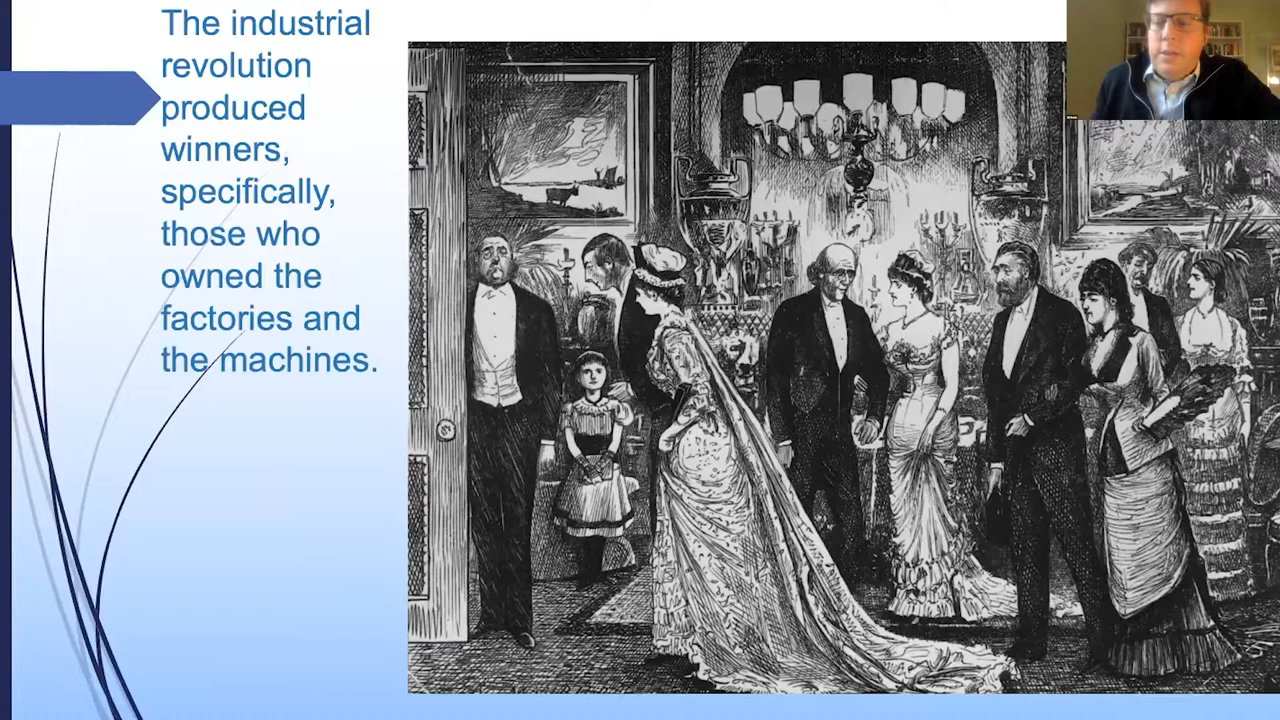 The industrial
revolution
produced
winners,
specifically,
those who
owned the
factories and
the machines.